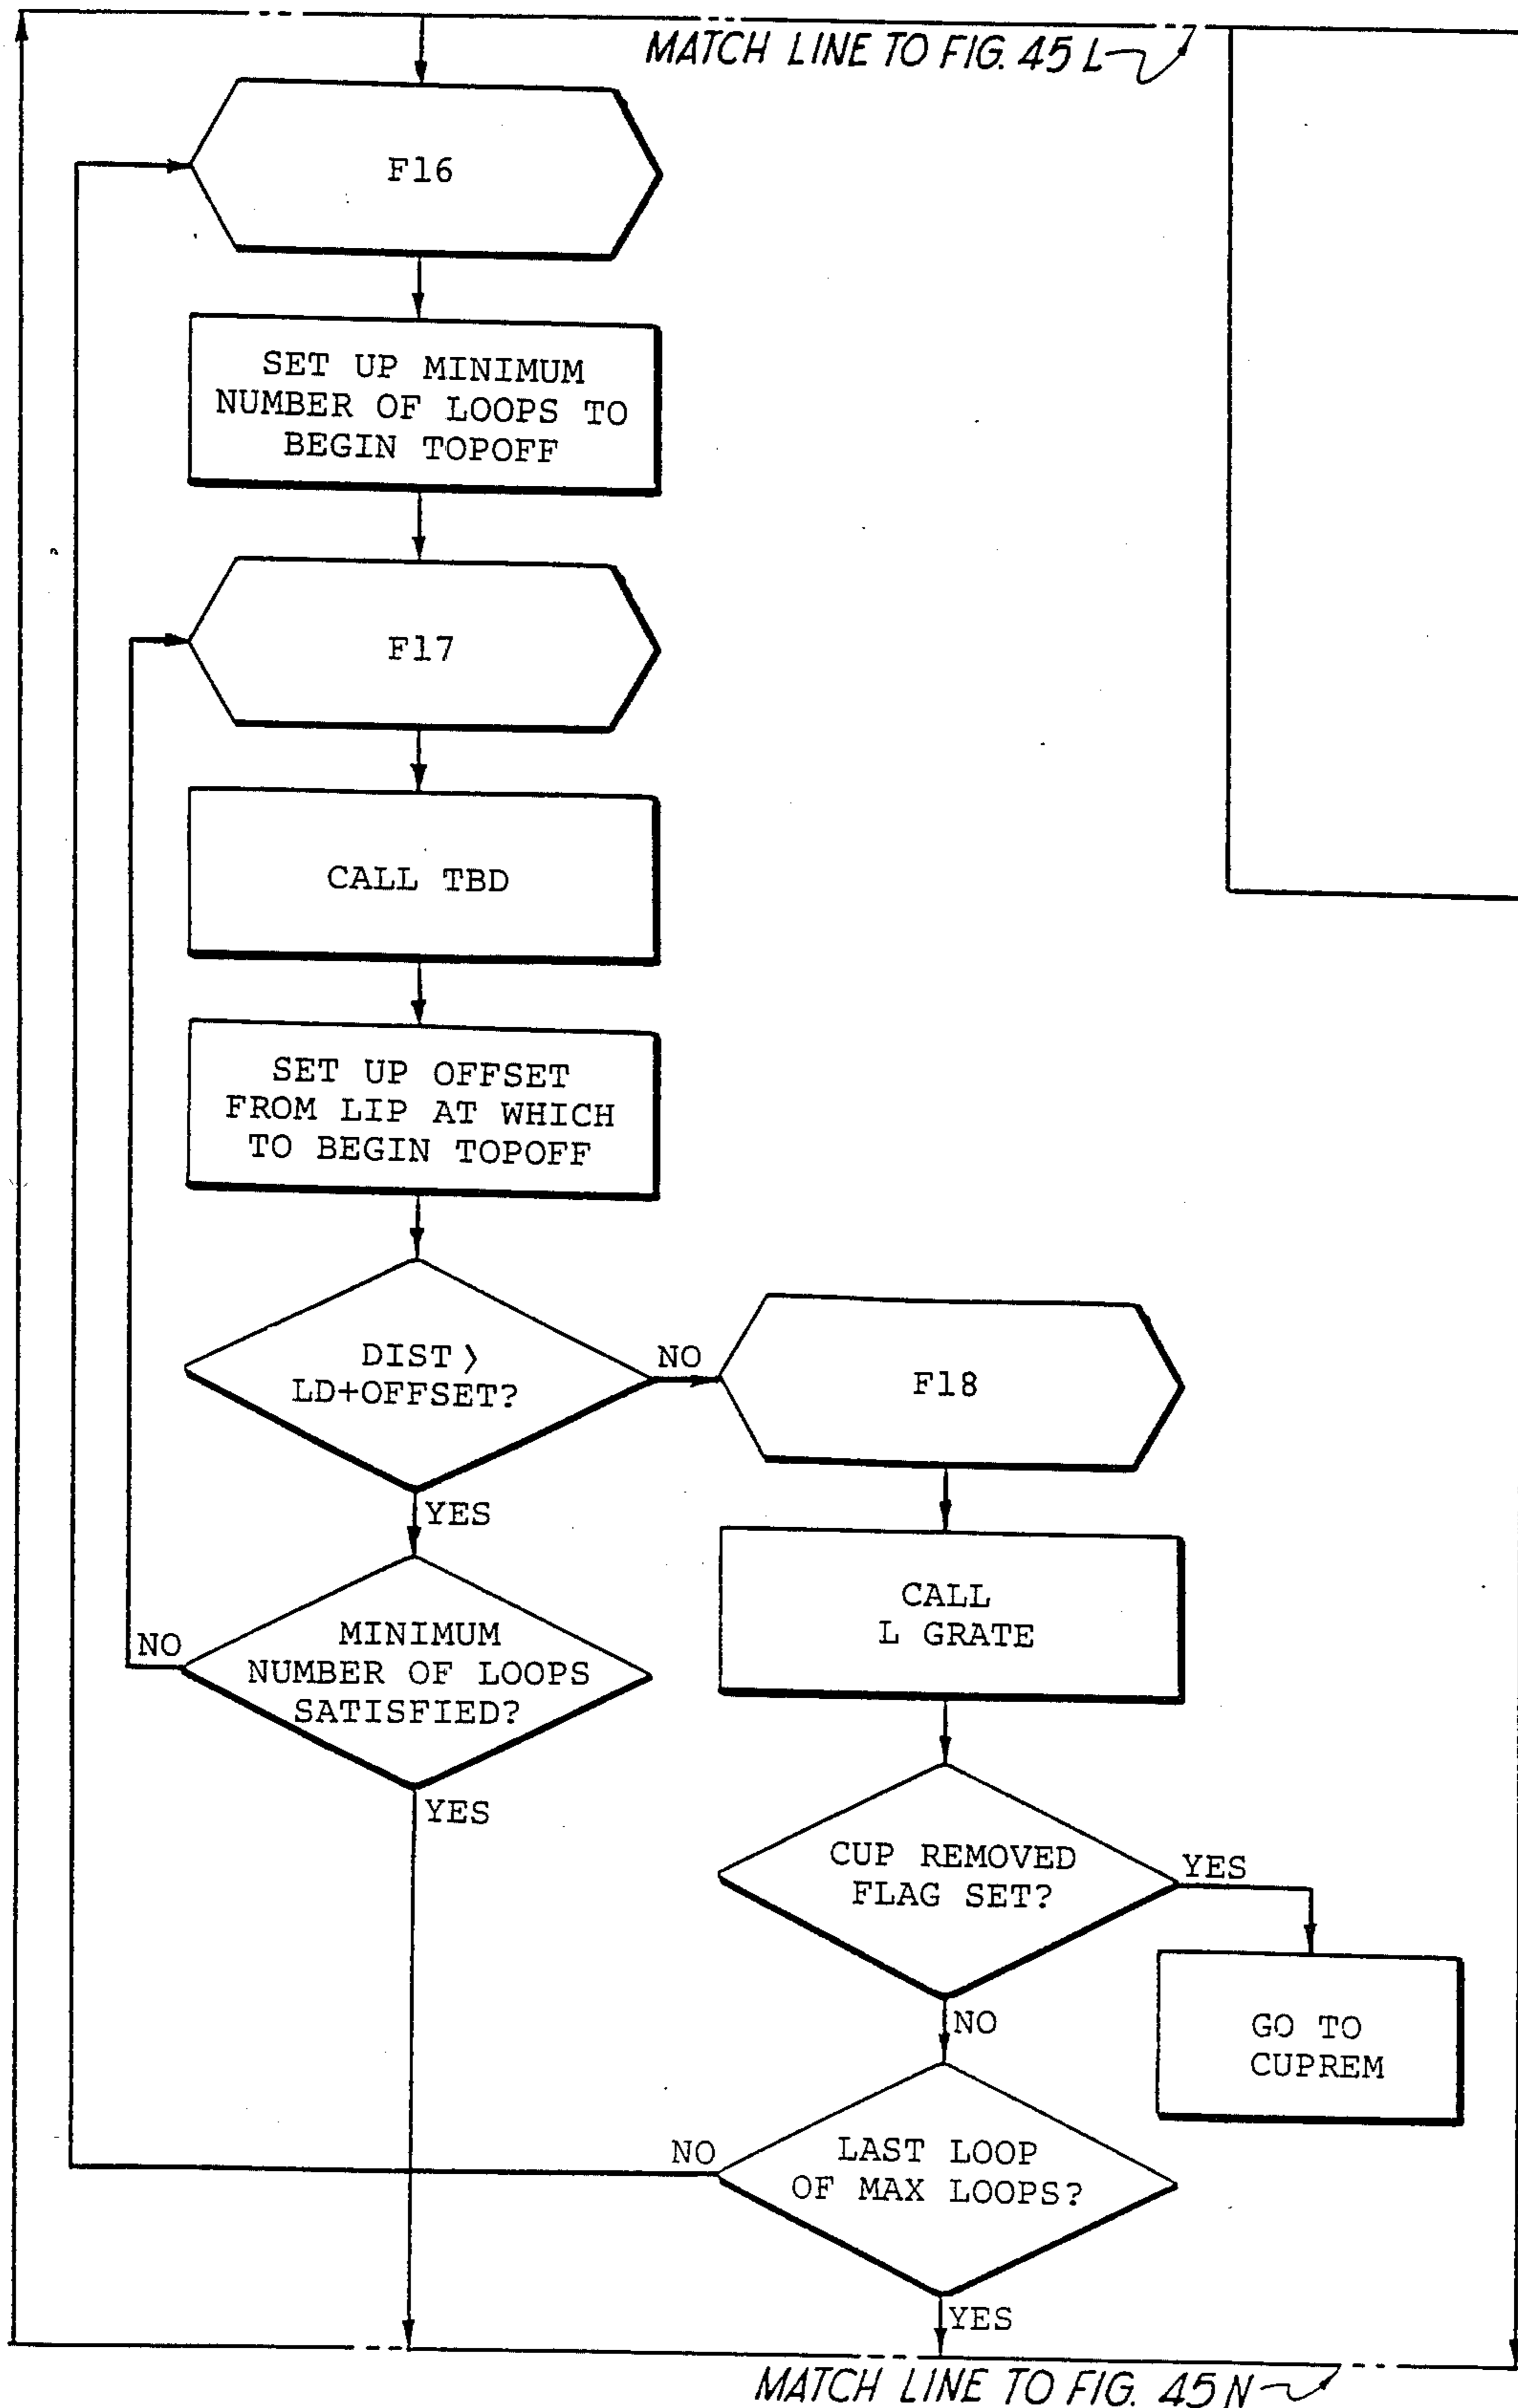 MATCH LINE TO FIG. 45 L
F16
SET UP MINIMUM
NUMBER OF LOOPS TO
BEGIN TOPOFF
F17
CALL TBD
SET UP OFFSET
FROM LIP AT WHICH
TO BEGIN TOPOFF
DIST >
LD+OFFSET?
NO
F18
YES
CALL
L GRATE
MINIMUM
NUMBER OF LOOPS
SATISFIED?
NO
YES
CUP REMOVED
FLAG SET?
YES
GO TO
CUPREM
NO
LAST LOOP
OF MAX LOOPS?
NO
YES
MATCH LINE TO FIG. 45 N